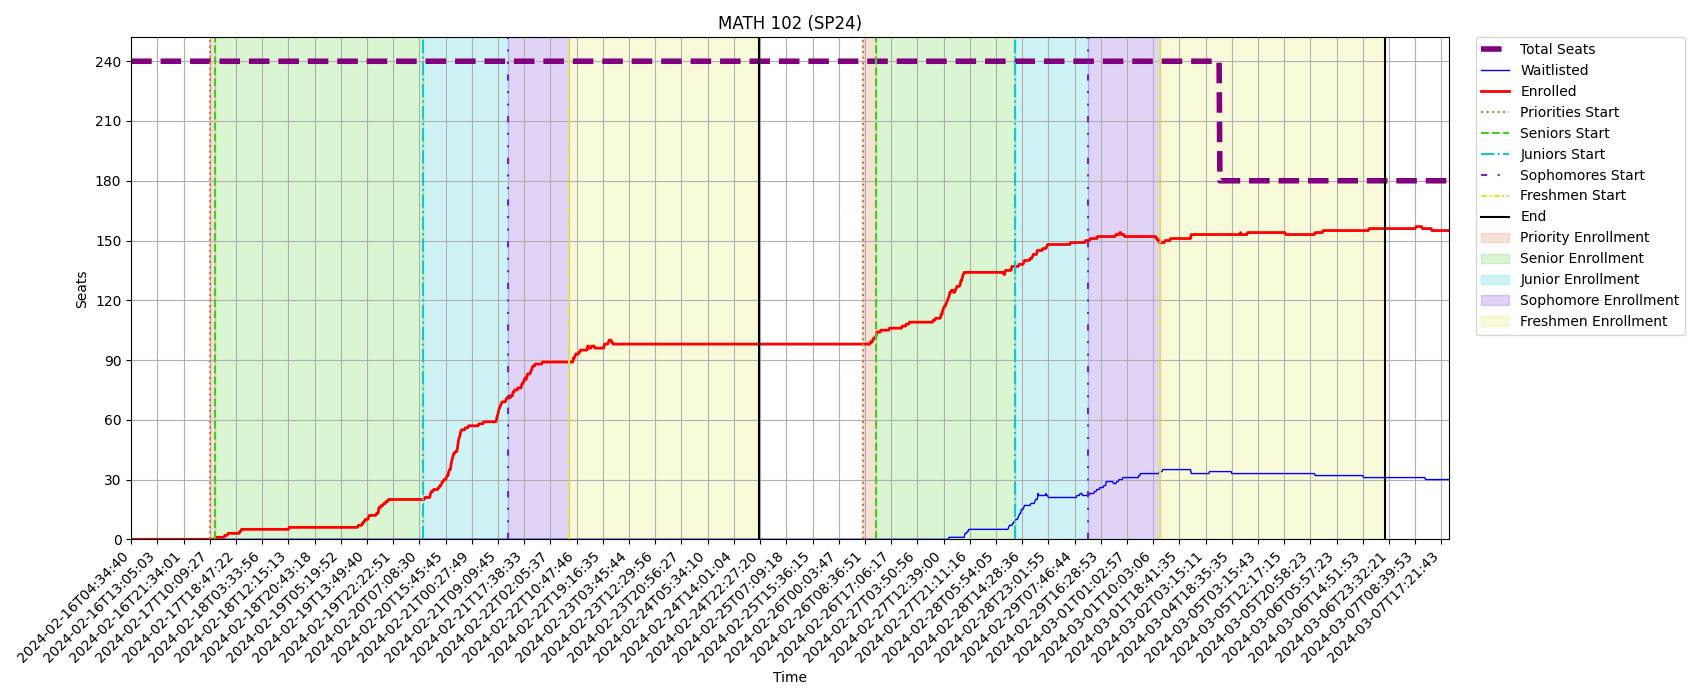 MATH 102 (SP24)
Seats
240
210
180
150
120
90
60
30
0
2024-02-16T04:34:40
2024-02-16T13:05:03
2024-02-16T21:34:01
2024-02-17T10:09:27
2024-02-17T18:47:22
2024-02-18T03:33:56
2024-02-18T12:15:13
2024-02-18T20:43:18
2024-02-19T05:19:52
2024-02-19T13:49:40
2024-02-19T22:22:51
2024-02-20T07:08:30
2024-02-20T15:45:45
2024-02-21T00:27:49
2024-02-21T09:09:45
2024-02-21T17:38:33
2024-02-22T02:05:37
2024-02-22T10:47:46
2024-02-22T19:16:35
2024-02-23T03:45:44
2024-02-23T12:29:56
2024-02-23T20:56:27
2024-02-24T05:34:10
2024-02-24T14:01:04
2024-02-24T22:27:20
2024-02-25T07:09:18
2024-02-25T15:36:15
2024-02-26T00:03:47
2024-02-26T08:36:51
2024-02-26T17:06:17
2024-02-27T03:50:56
2024-02-27T12:39:00
2024-02-27T21:11:16
2024-02-28T05:54:05
2024-02-28T14:28:36
2024-02-28T23:01:55
2024-02-29T07:46:44
2024-02-29T16:28:53
2024-03-01T01:02:57
2024-03-01T10:03:06
2024-03-01T18:41:35
2024-03-02T03:15:11
2024-03-04T18:35:35
2024-03-05T03:15:43
2024-03-05T12:17:15
2024-03-05T20:58:23
2024-03-06T05:57:23
2024-03-06T14:51:53
2024-03-06T23:32:21
2024-03-07T08:39:53
2024-03-07T17:21:43
Time
Total Seats
Waitlisted
Enrolled
Priorities Start
Seniors Start
Juniors Start
Sophomores Start
Freshmen Start
End
Priority Enrollment
Senior Enrollment
Junior Enrollment
Sophomore Enrollment
Freshmen Enrollment